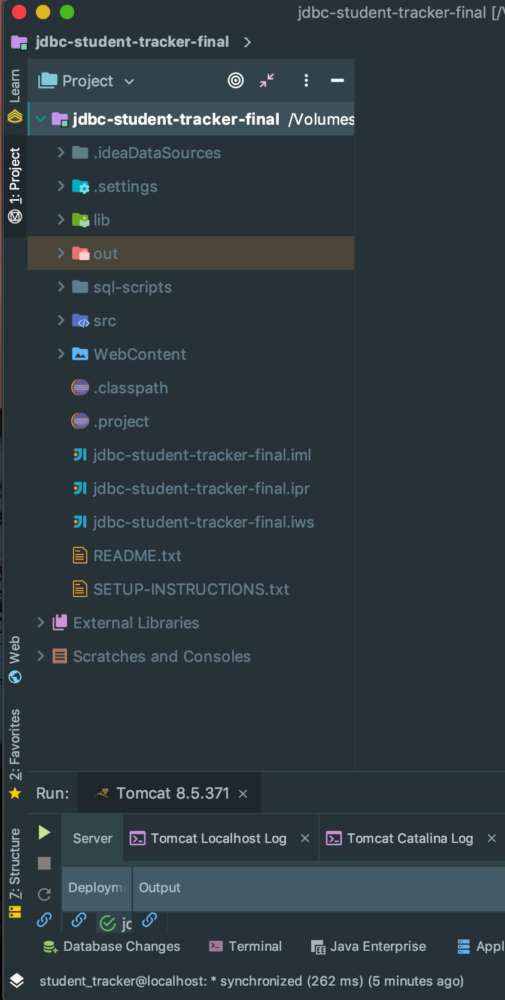 jdbc-student-tracker-final [/
jdbc-student-tracker-final
Learn
Project
jdbc-student-tracker-final /Volumes
1: Project
.ideaDataSources
.settings
lib
out
sql-scripts
src
WebContent
.classpath
.project
jdbc-student-tracker-final.iml
jdbc-student-tracker-final.ipr
jdbc-student-tracker-final.iws
README.txt
SETUP-INSTRUCTIONS.txt
External Libraries
Scratches and Consoles
Web
2: Favorites
Run: Tomcat 8.5.371
7: Structure
Server Tomcat Localhost Log Tomcat Catalina Log
Deploym Output
jd
Database Changes Terminal Java Enterprise Appl
student_tracker@localhost: * synchronized (262 ms) (5 minutes ago)